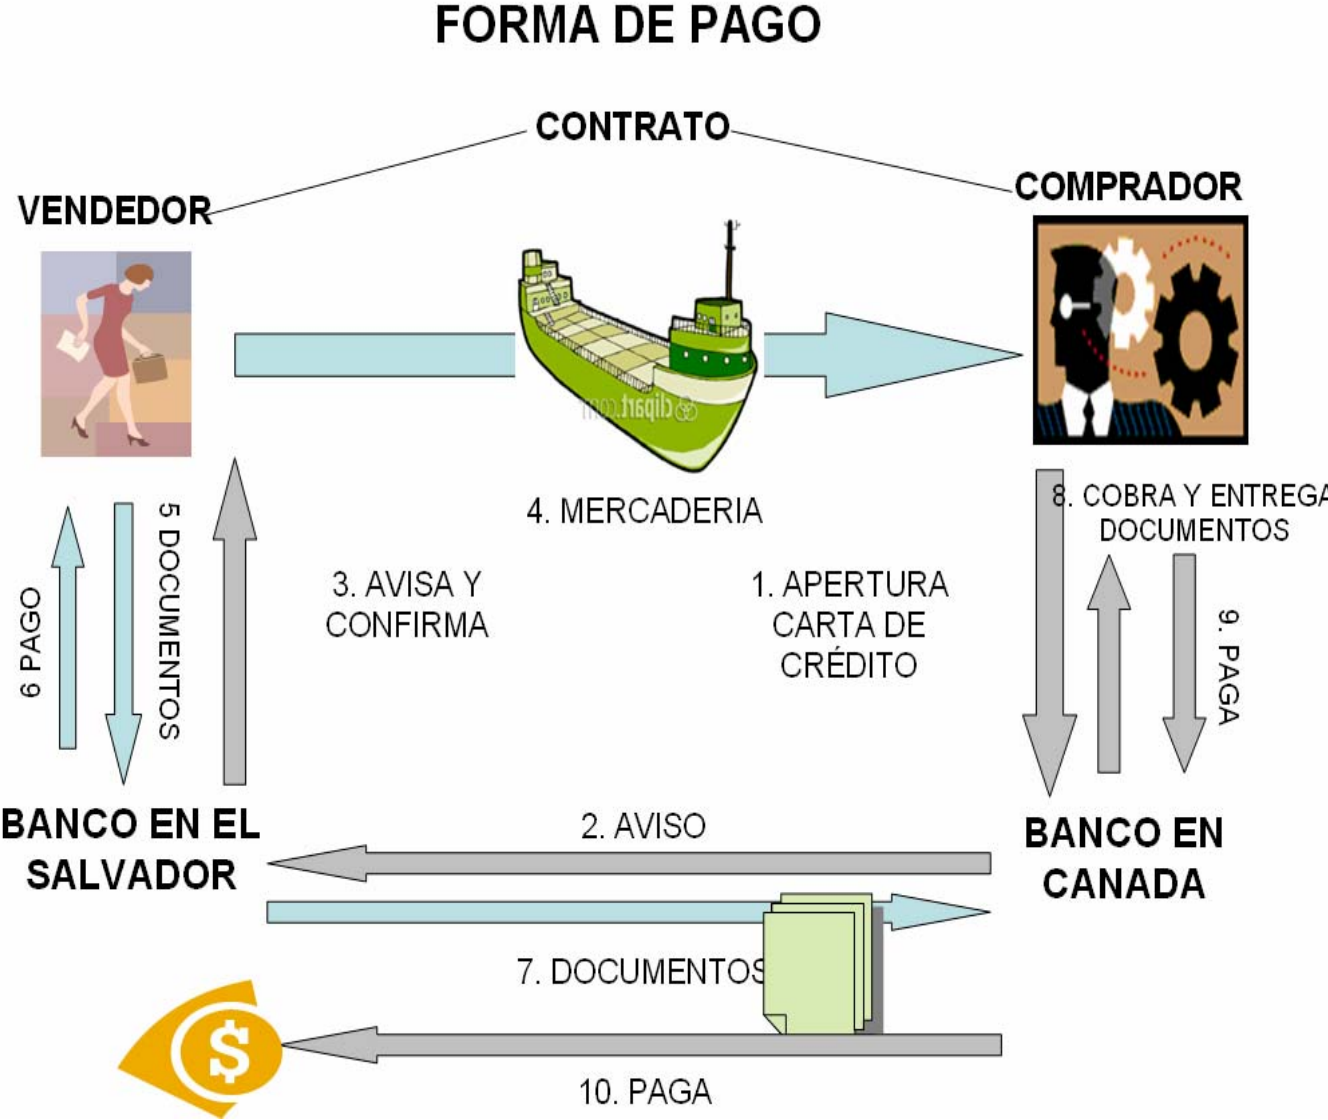 FORMA DE PAGO
CONTRATO
VENDEDOR
COMPRADOR
clipart.com
4. MERCADERIA
8. COBRA Y ENTREGA
DOCUMENTOS
5 DOCUMENTOS
6 PAGO
3. AVISA Y
CONFIRMA
1. APERTURA
CARTA DE
CRÉDITO
9. PAGA
BANCO EN EL
SALVADOR
2. AVISO
BANCO EN
CANADA
7. DOCUMENTOS
$
10. PAGA